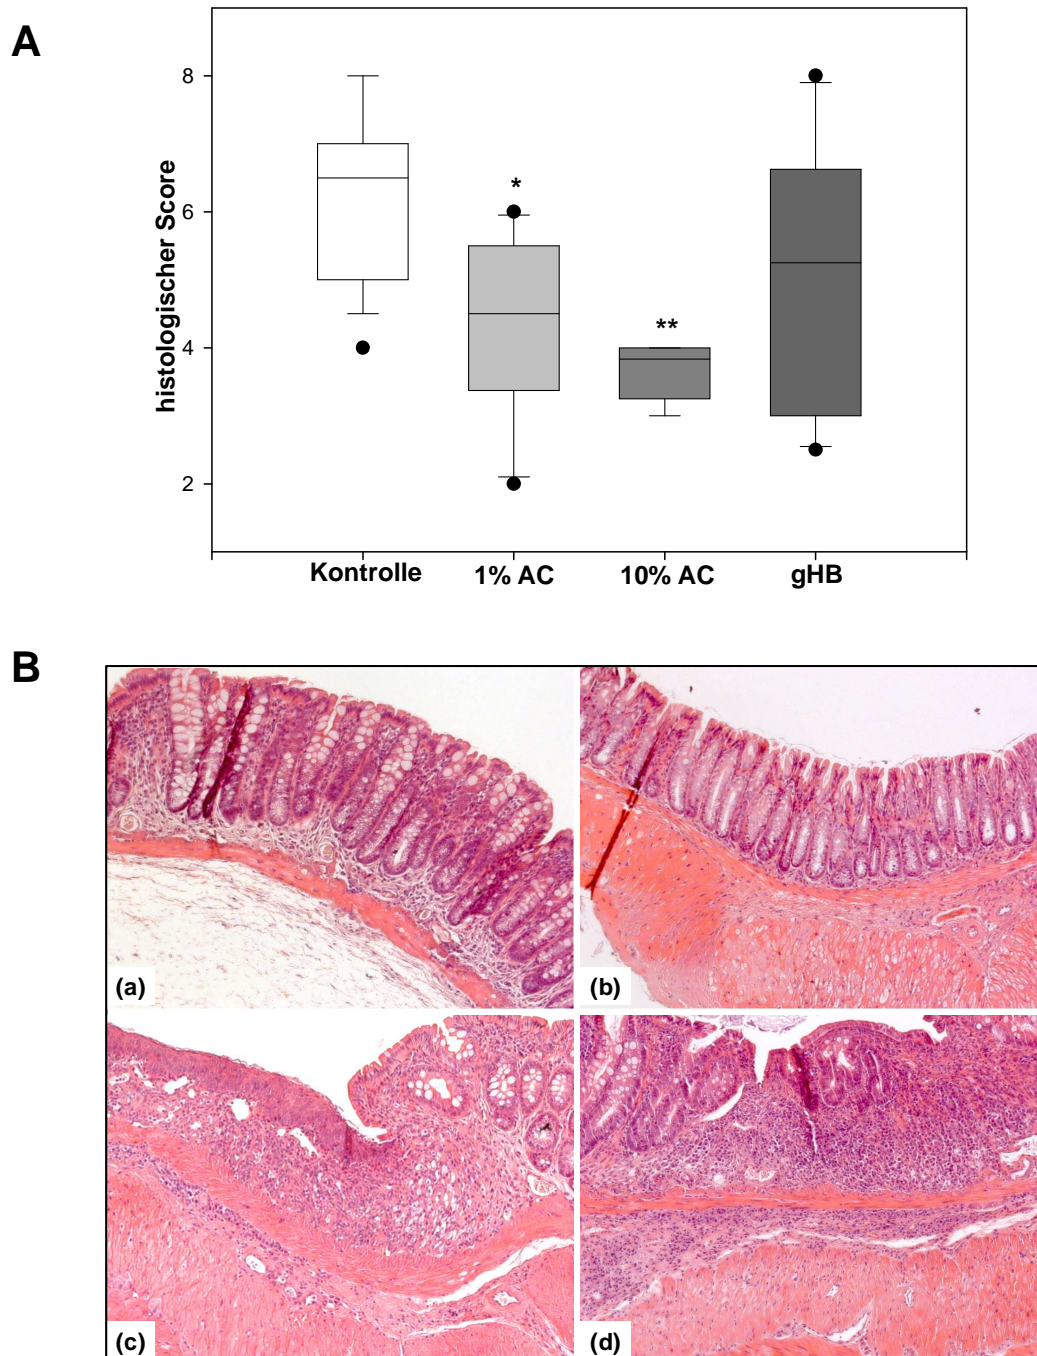 A
histologischer Score
8
6
4
2
*
**
Kontrolle
1% AC
10% AC
gHB
B
(a)
(b)
(c)
(d)